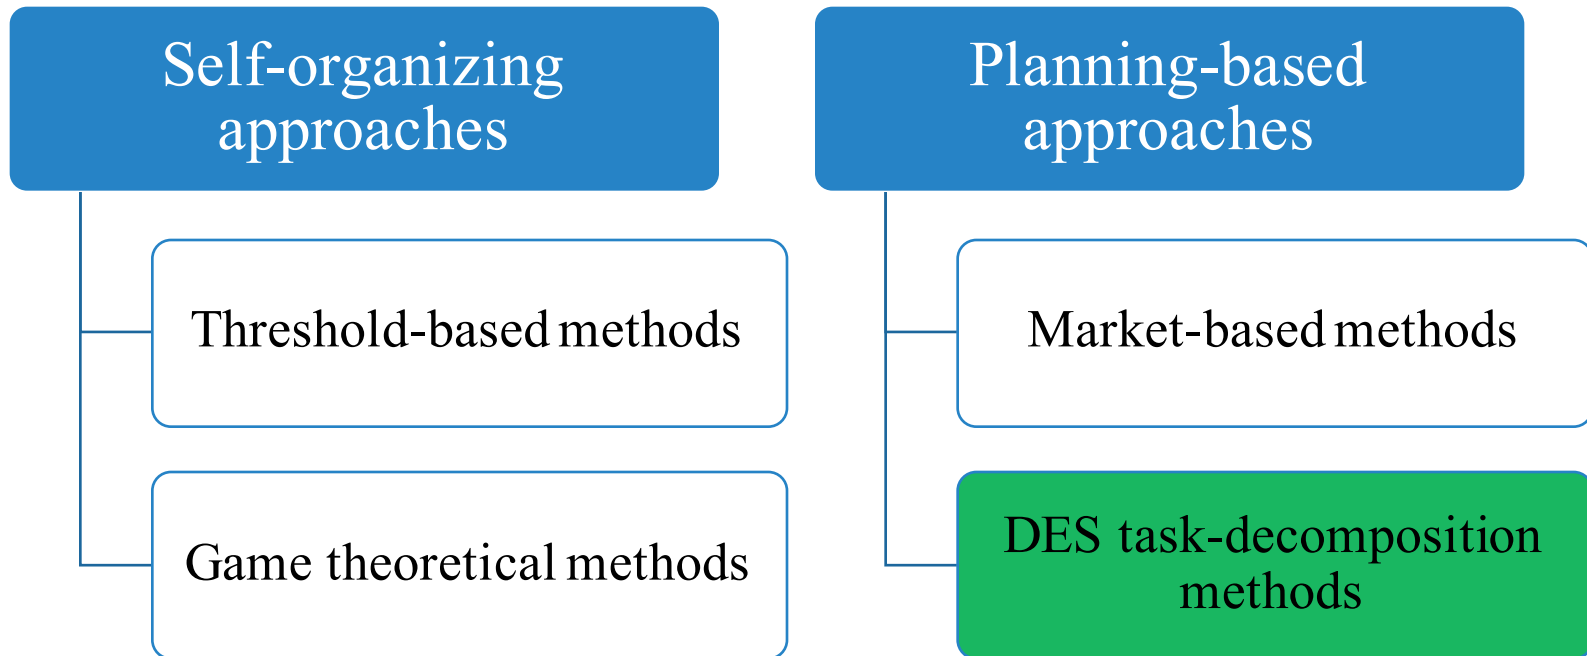 Self-organizing
approaches
Threshold-based methods
Game theoretical methods
Planning-based
approaches
Market-based methods
DES task-decomposition
methods